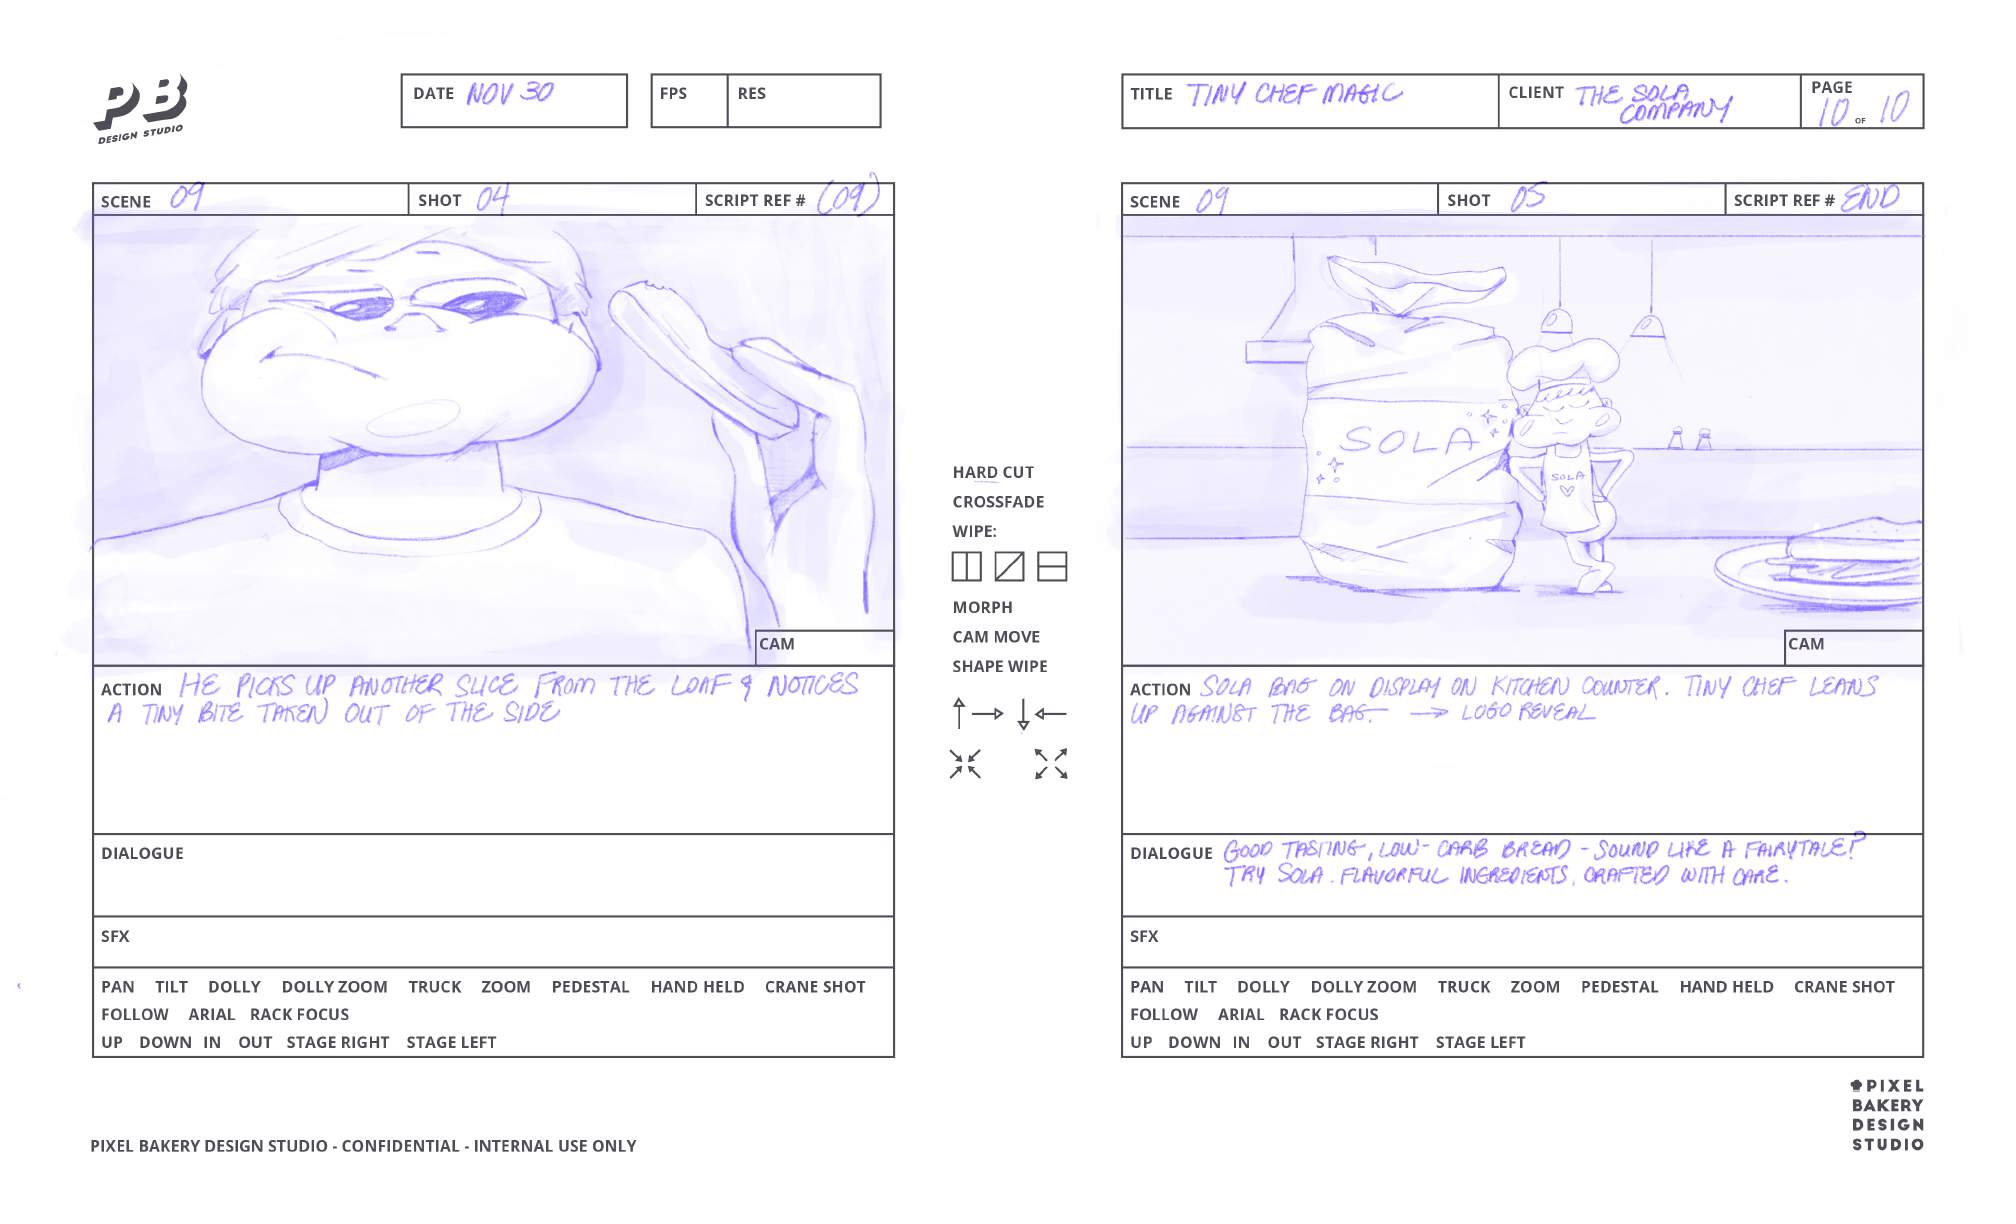 PB
DESIGN STUDIO
DATE NOV 30
FPS
RES
TITLE TINY CHEF MAGIC
CLIENT THE SOLA
COMPANY
PAGE
10 OF 10
SCENE 09
SHOT 04
SCRIPT REF # (09)
CAM
ACTION HE PICKS UP ANOTHER SLICE FROM THE LOAF & NOTICES
A TINY BITE TAKEN OUT OF THE SIDE
DIALOGUE
SFX
PAN TILT DOLLY DOLLY ZOOM TRUCK ZOOM PEDESTAL HAND HELD CRANE SHOT
FOLLOW ARIAL RACK FOCUS
UP DOWN IN OUT STAGE RIGHT STAGE LEFT
HARD CUT
CROSSFADE
WIPE:
MORPH
CAM MOVE
SHAPE WIPE
SCENE 09
SHOT 05
SCRIPT REF # END
SOLA
SOLA
CAM
ACTION SOLA BAG ON DISPLAY ON KITCHEN COUNTER. TINY CHEF LEANS
UP AGAINST THE BAG. → LOGO REVEAL
DIALOGUE GOOD TASTING, LOW-CARB BREAD - SOUND LIKE A FAIRYTALE?
TRY SOLA. FLAVORFUL INGREDIENTS, CRAFTED WITH CARE.
SFX
PAN TILT DOLLY DOLLY ZOOM TRUCK ZOOM PEDESTAL HAND HELD CRANE SHOT
FOLLOW ARIAL RACK FOCUS
UP DOWN IN OUT STAGE RIGHT STAGE LEFT
PIXEL BAKERY DESIGN STUDIO - CONFIDENTIAL - INTERNAL USE ONLY
PIXEL
BAKERY
DESIGN
STUDIO